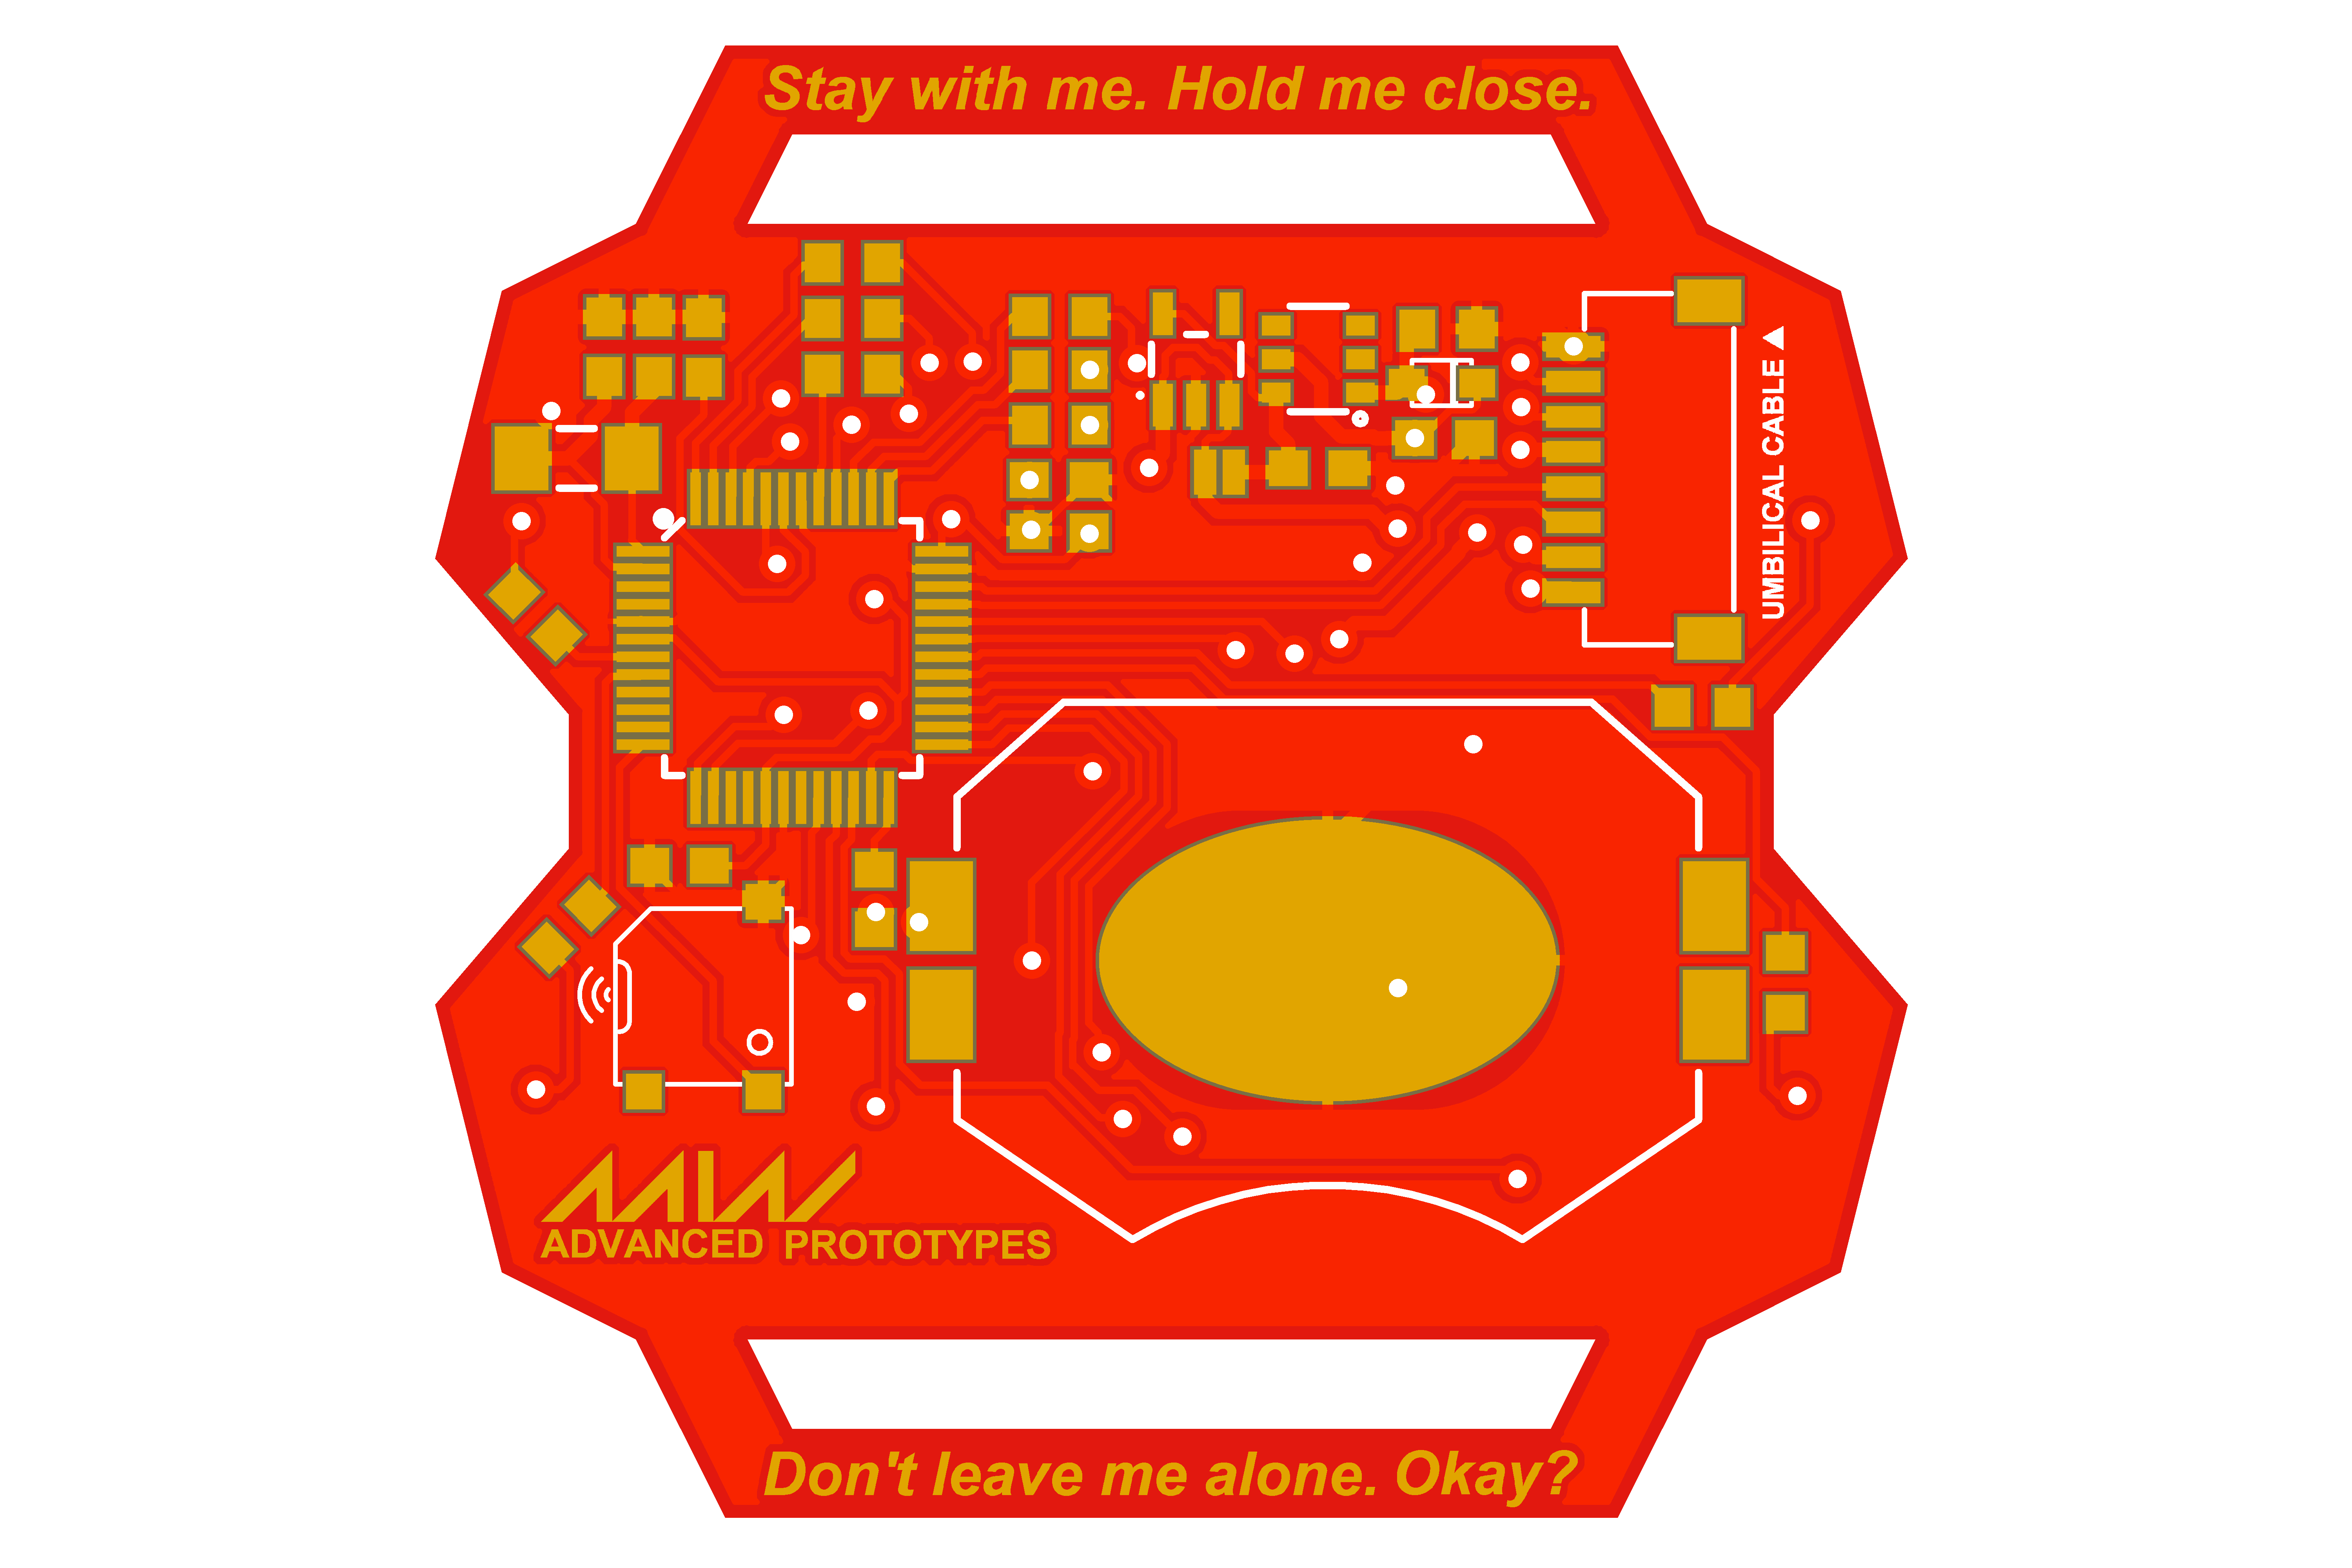 Stay with me. Hold me close.
UMBILICAL CABLE
ADVANCED PROTOTYPES
Don't leave me alone. Okay?